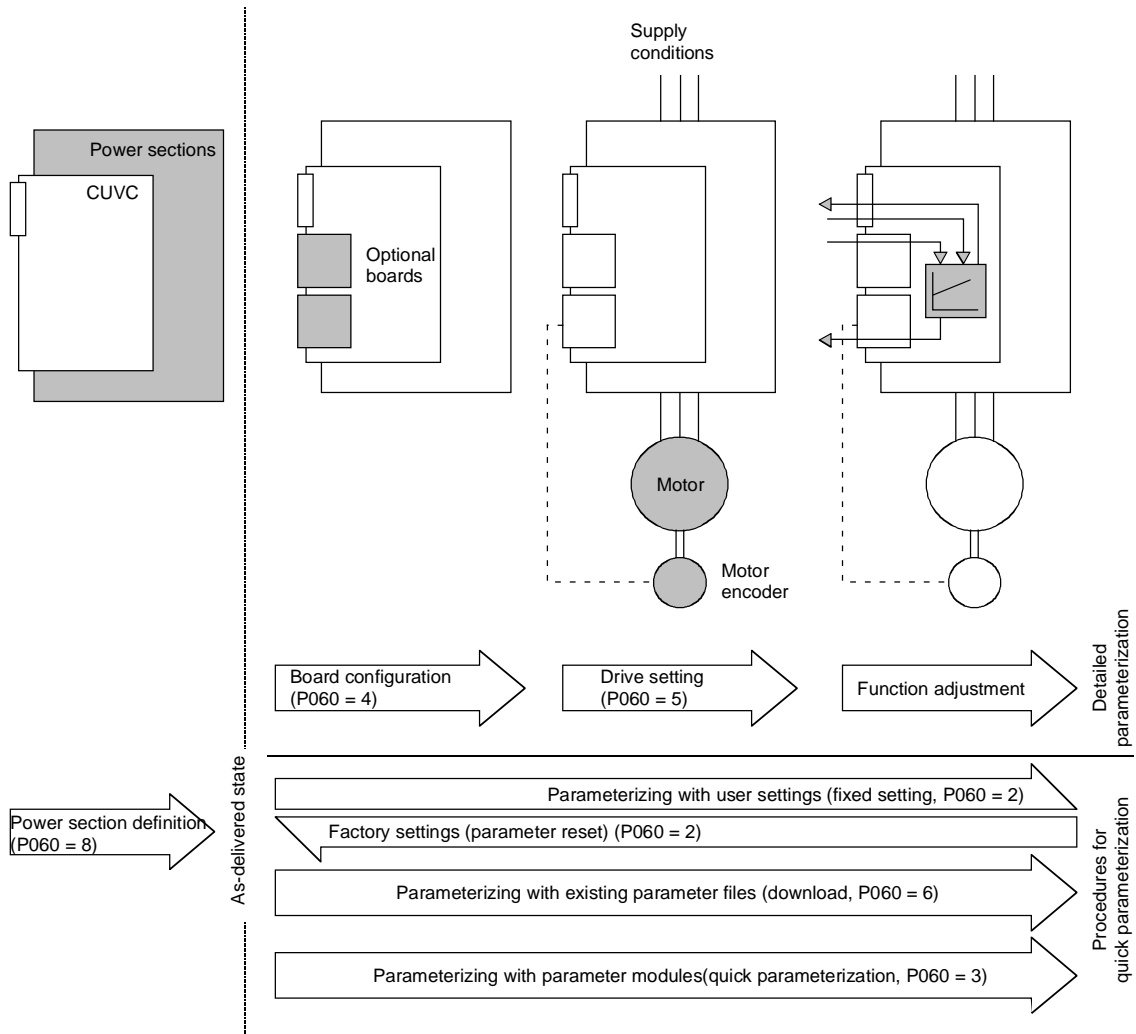 Supply
conditions
Power sections
CUVC
Optional
boards
Motor
Motor
encoder
Board configuration
(P060 = 4)
Drive setting
(P060 = 5)
Function adjustment
Detailed
parameterization
As-delivered state
Power section definition
(P060 = 8)
Parameterizing with user settings (fixed setting, P060 = 2)
Factory settings (parameter reset) (P060 = 2)
Parameterizing with existing parameter files (download, P060 = 6)
Parameterizing with parameter modules(quick parameterization, P060 = 3)
Procedures for
quick parameterization